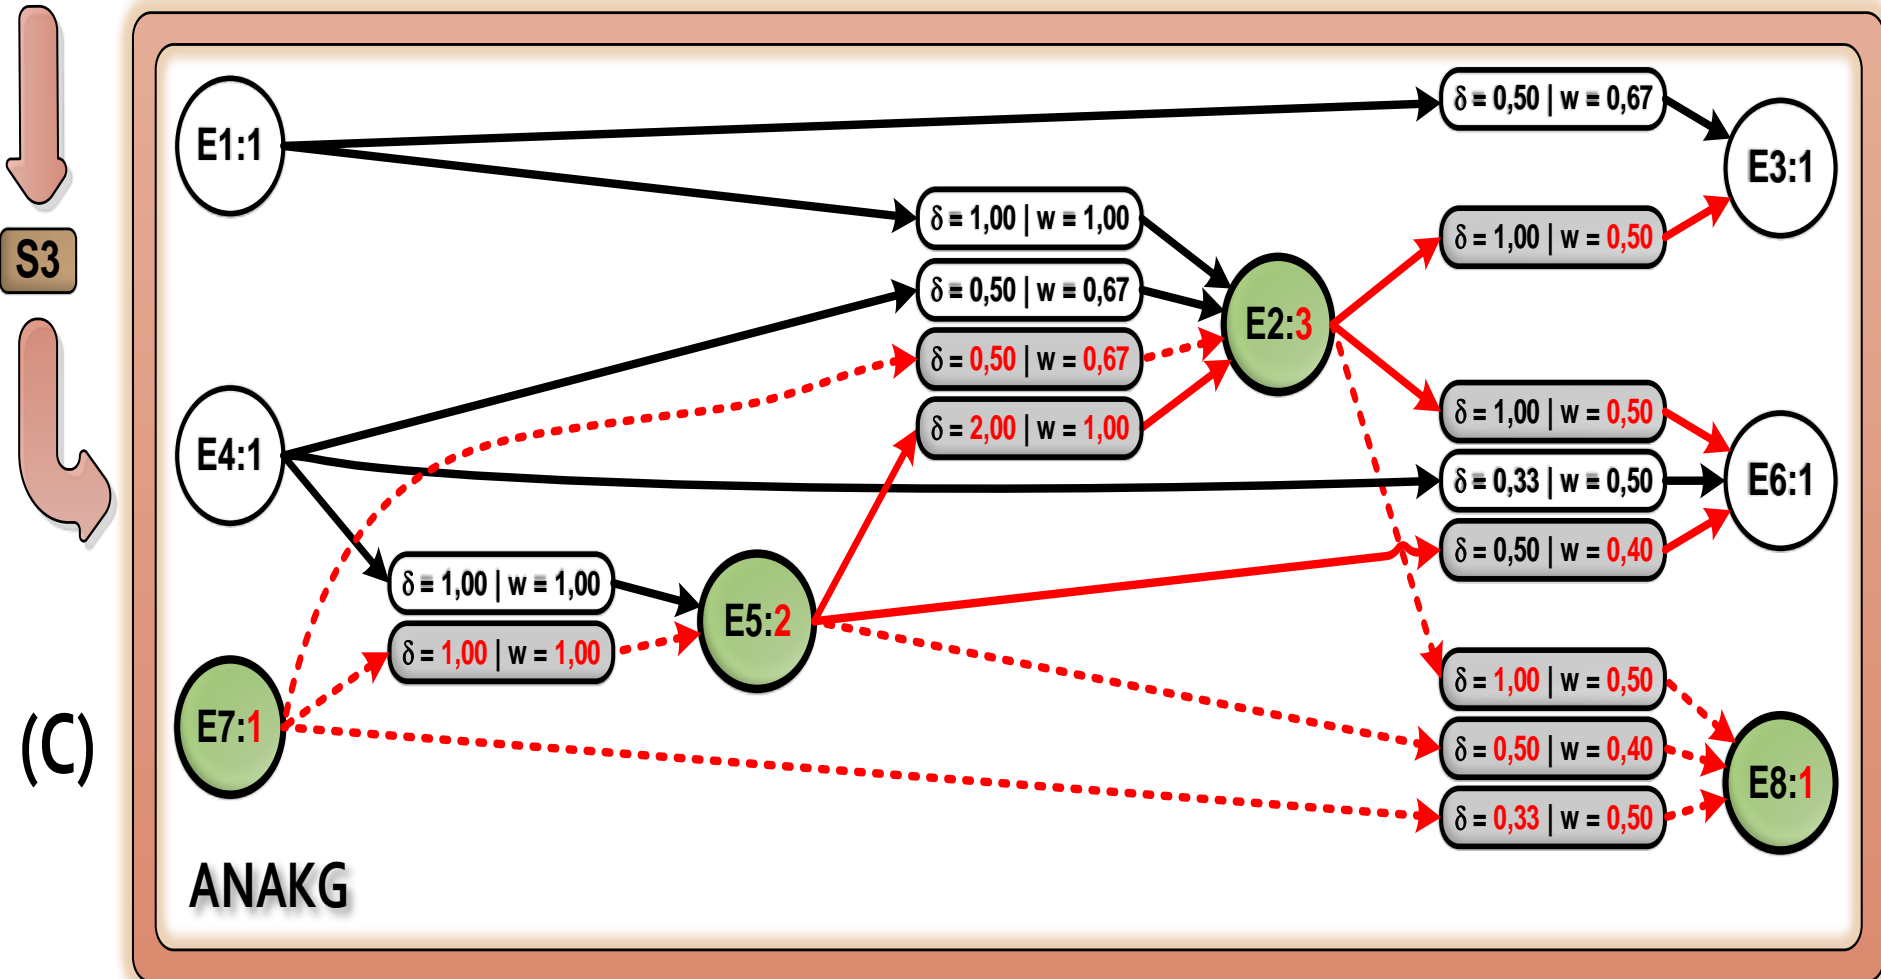 δ = 0,50 | w = 0,67
E1:1
E3:1
δ = 1,00 | w = 1,00
δ = 1,00 | w = 0,50
S3
δ = 0,50 | w = 0,67
E2:3
δ = 0,50 | w = 0,67
δ = 2,00 | w = 1,00
δ = 1,00 | w = 0,50
E4:1
δ = 0,33 | w = 0,50
E6:1
δ = 0,50 | w = 0,40
δ = 1,00 | w = 1,00
E5:2
δ = 1,00 | w = 1,00
δ = 1,00 | w = 0,50
E7:1
(C)
δ = 0,50 | w = 0,40
E8:1
δ = 0,33 | w = 0,50
ANAKG